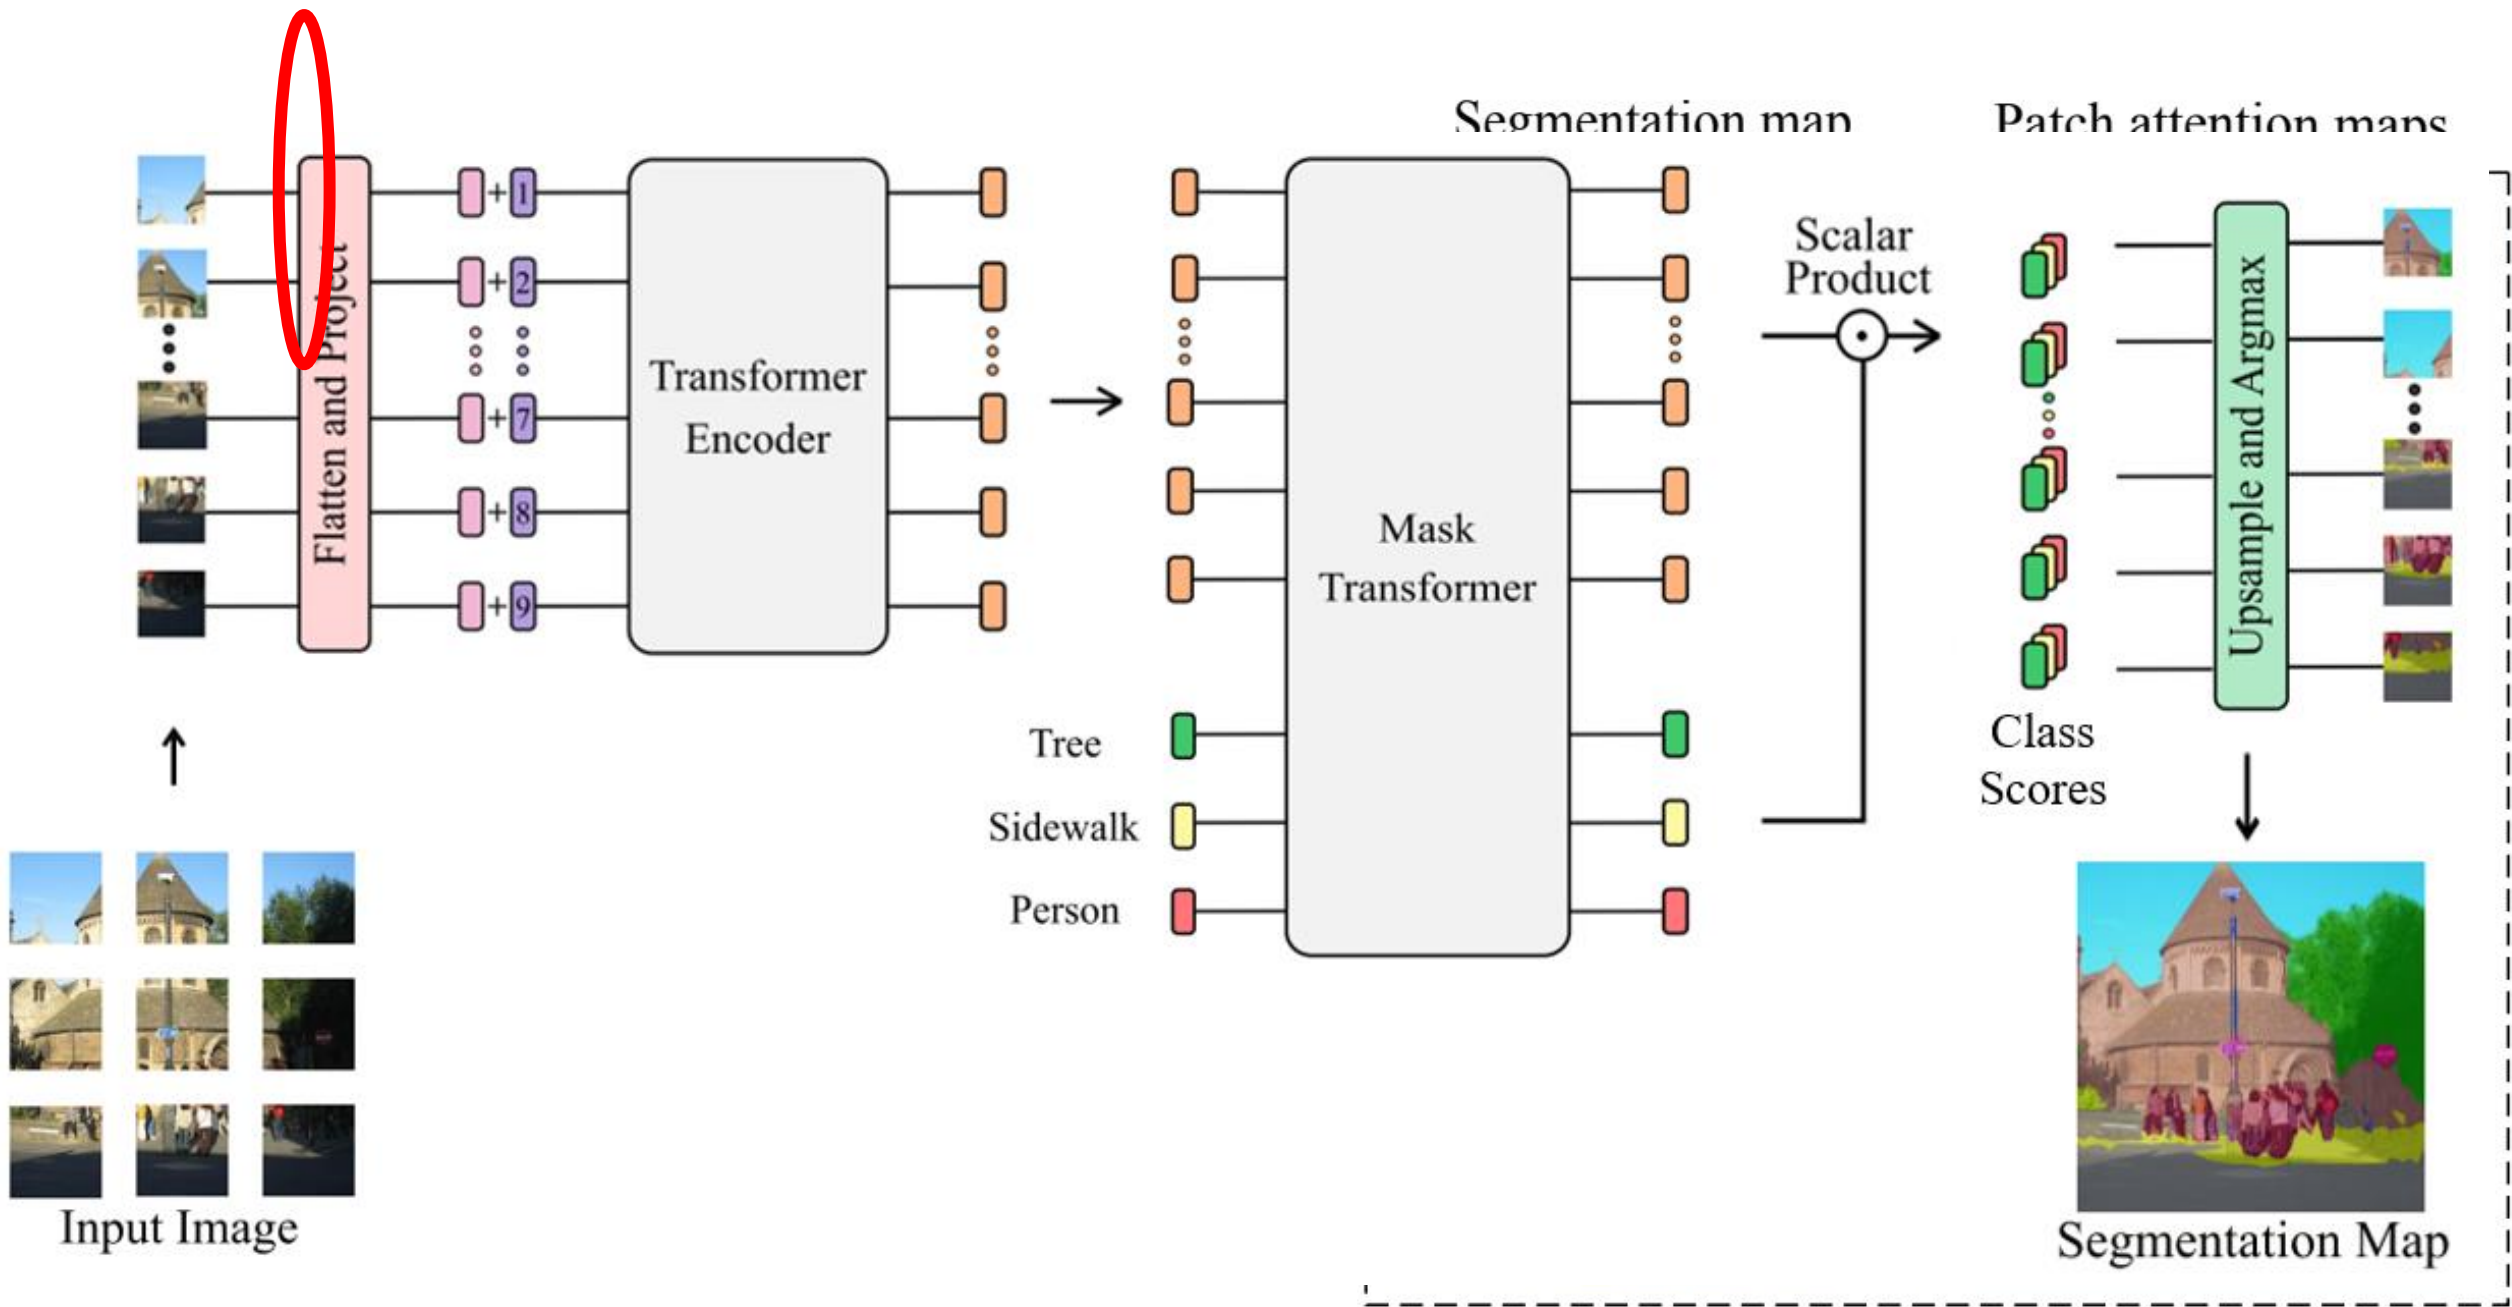 Segmentation map
Patch attention maps
Flatten and Project
+ 1
+ 2
+ 7
+ 8
+ 9
Transformer
Encoder
Mask
Transformer
Tree
Sidewalk
Person
Scalar
Product
Class
Scores
Upsample and Argmax
Input Image
Segmentation Map